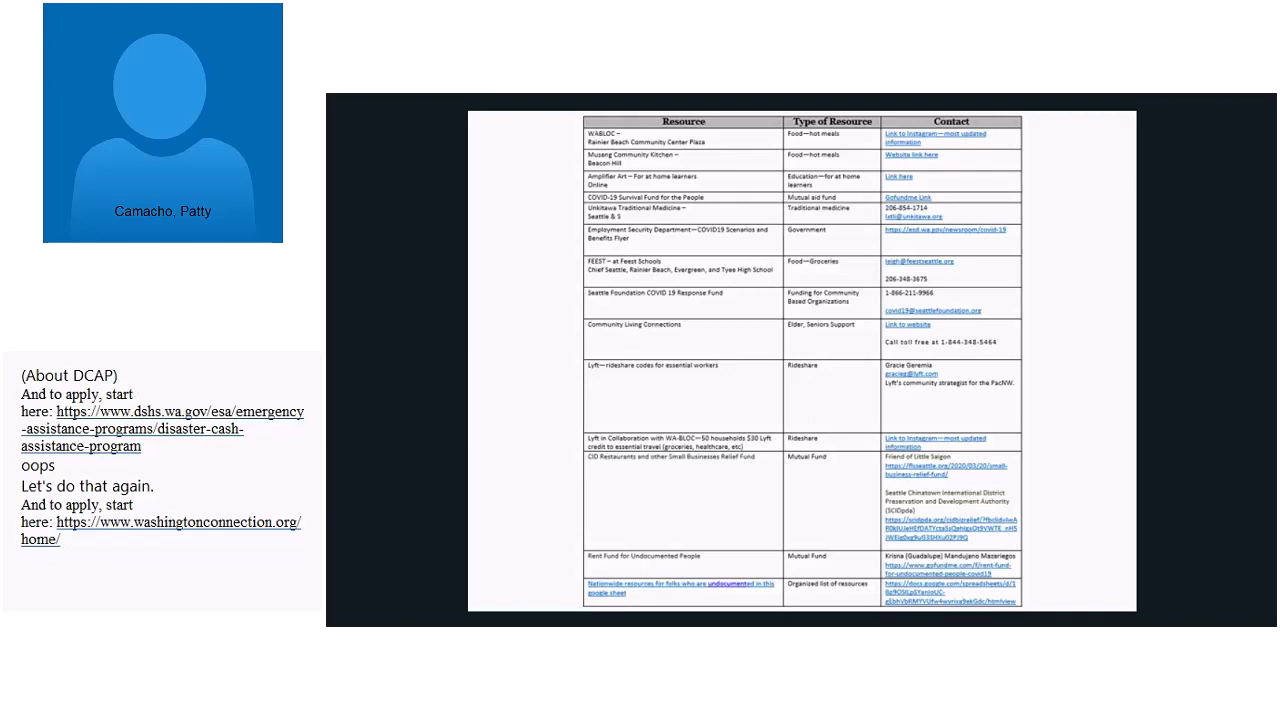 Camacho, Patty
(About DCAP)
And to apply, start
here: https://www.dshs.wa.gov/esa/emergency
-assistance-programs/disaster-cash-
assistance-program
oops
Let's do that again.
And to apply, start
here: https://www.washingtonconnection.org/
home/
Resource Type of Resource Contact
WABLOC –
Rainier Beach Community Center Plaza
Food—hot meals
Link to Instagram—most updated
information
Museng Community Kitchen –
Beacon Hill
Food—hot meals
Website link here
Amplifier Art – For at home learners
Online
Education—for at home
learners
Link here
COVID-19 Survival Fund for the People
Mutual aid fund
Gofundme Link
Unkitawa Traditional Medicine –
Seattle & S
Traditional medicine
206-854-1714
Employment Security Department—COVID19 Scenarios and
Benefits Flyer
Government
https://esd.wa.gov/newsroom/covid-19
FEEST – at Feest Schools
Chief Seattle, Rainier Beach, Evergreen, and Tyee High School
Food—Groceries
leigh@feestseattle.org
206-348-3675
Seattle Foundation COVID 19 Response Fund
Funding for Community
Based Organizations
1-866-211-9966
covid19@seattlefoundation.org
Community Living Connections
Elder, Seniors Support
Link to website
Call toll free at 1-844-348-5464
Lyft—rideshare codes for essential workers
Rideshare
Gracie Geremia
gracieg@lyft.com
Lyft's community strategist for the PacNW.
Lyft in Collaboration with WA-BLOC—50 households $30 Lyft
credit to essential travel (groceries, healthcare, etc)
Rideshare
Link to Instagram—most updated
information
CID Restaurants and other Small Businesses Relief Fund
Mutual Fund
Friend of Little Saigon
https://flsseattle.org/2020/03/20/small-
business-relief-fund/
Seattle Chinatown International District
Preservation and Development Authority
(SCIDpda)
Rent Fund for Undocumented People
Mutual Fund
Krisna (Guadalupe) Mandujano Mazariegos
https://www.gofundme.com/f/rent-fund-
for-undocumented-people-covid19
Nationwide resources for folks who are undocumented in this
google sheet
Organized list of resources
https://docs.google.com/spreadsheets/d/1